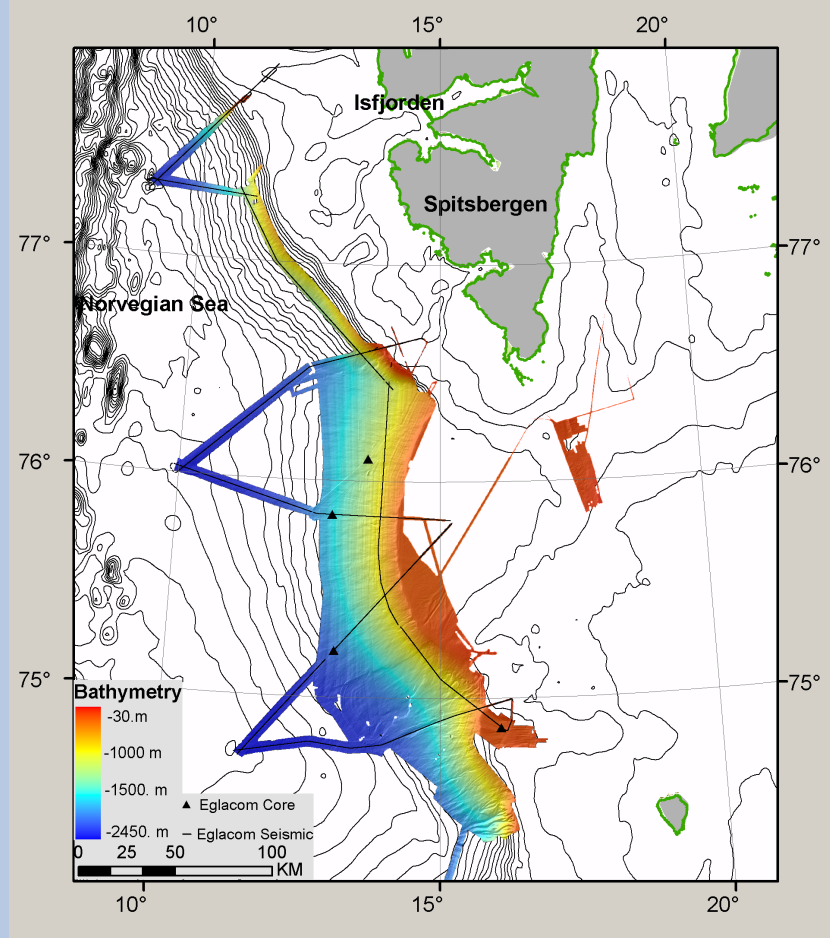 10° 15° 20°
Isfjorden
Spitsbergen
77° 77°
Norvegian Sea
76° 76°
75° 75°
Bathymetry
-30. m
-1000 m
-1500. m
-2450. m
Eglacom Core
Eglacom Seismic
0 25 50 100
KM
10° 15° 20°